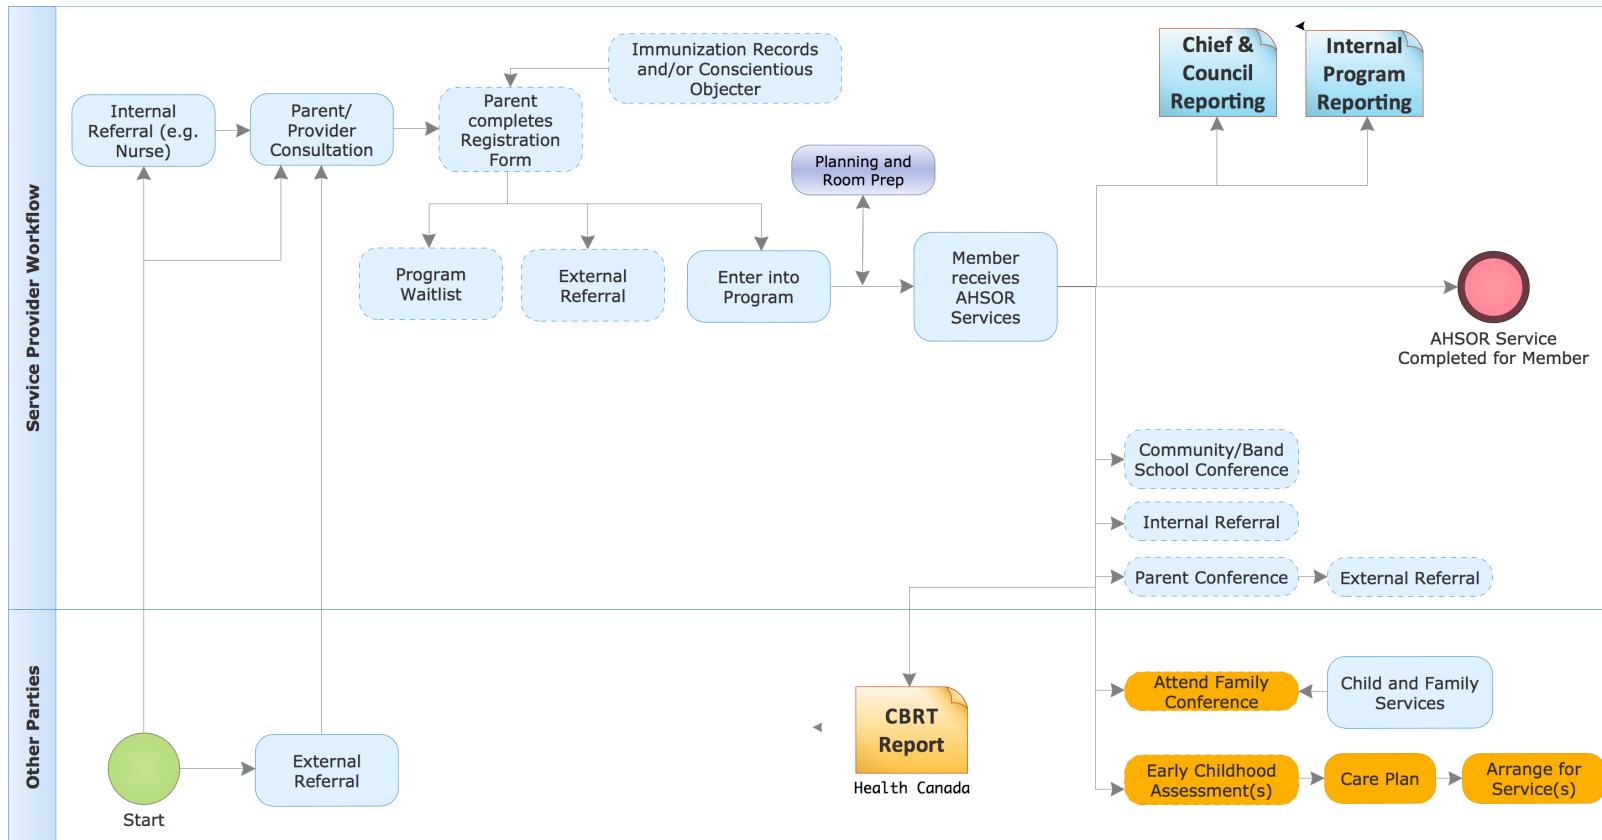 Service Provider Workflow
Internal
Referral (e.g.
Nurse)
Parent/
Provider
Consultation
Parent
completes
Registration
Form
Immunization Records
and/or Conscientious
Objecter
Program
Waitlist
External
Referral
Enter into
Program
Planning and
Room Prep
Member
receives
AHSOR
Services
Chief &
Council
Reporting
Internal
Program
Reporting
AHSOR Service
Completed for Member
Community/Band
School Conference
Internal Referral
Parent Conference
External Referral
Other Parties
Start
External
Referral
CBRT
Report
Health Canada
Attend Family
Conference
Child and Family
Services
Early Childhood
Assessment(s)
Care Plan
Arrange for
Service(s)